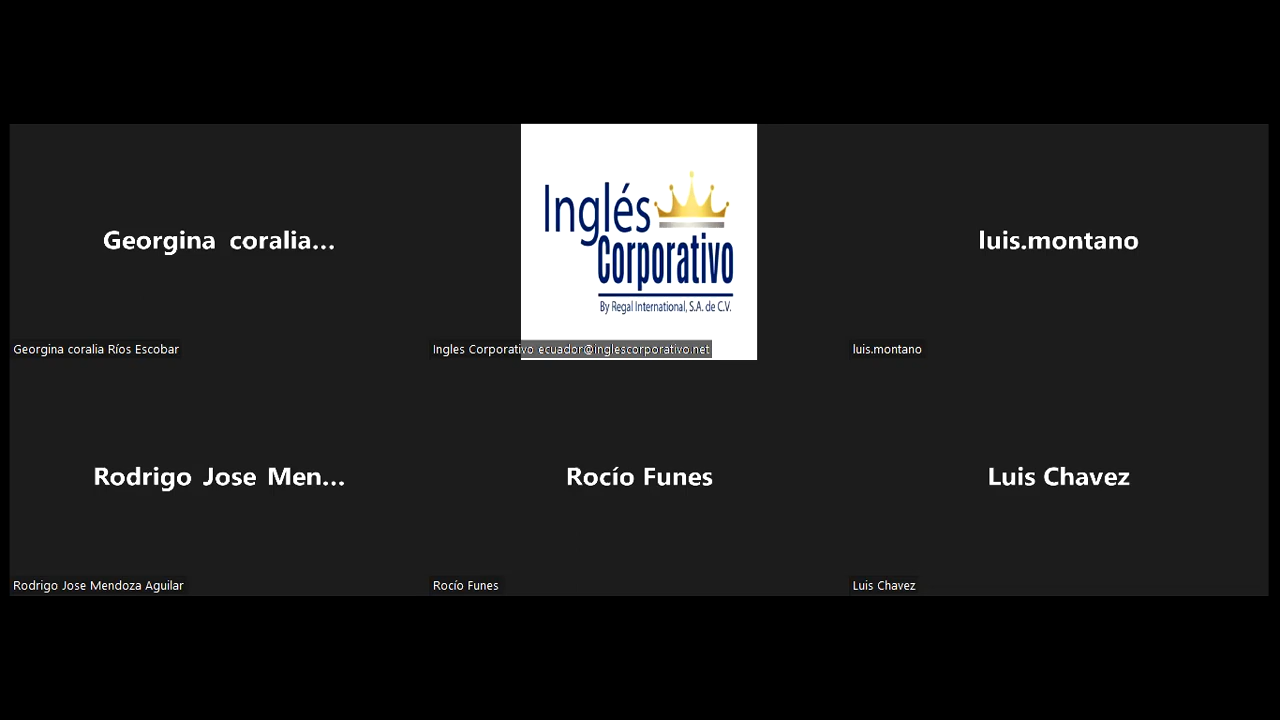 Georgina coralia...
Georgina coralia Ríos Escobar
Inglés
Corporativo
By Regal International, S.A. de C.V.
Ingles Corporativo ecuador@inglescorporativo.net
luis.montano
luis.montano
Rodrigo Jose Men...
Rodrigo Jose Mendoza Aguilar
Rocío Funes
Rocío Funes
Luis Chavez
Luis Chavez